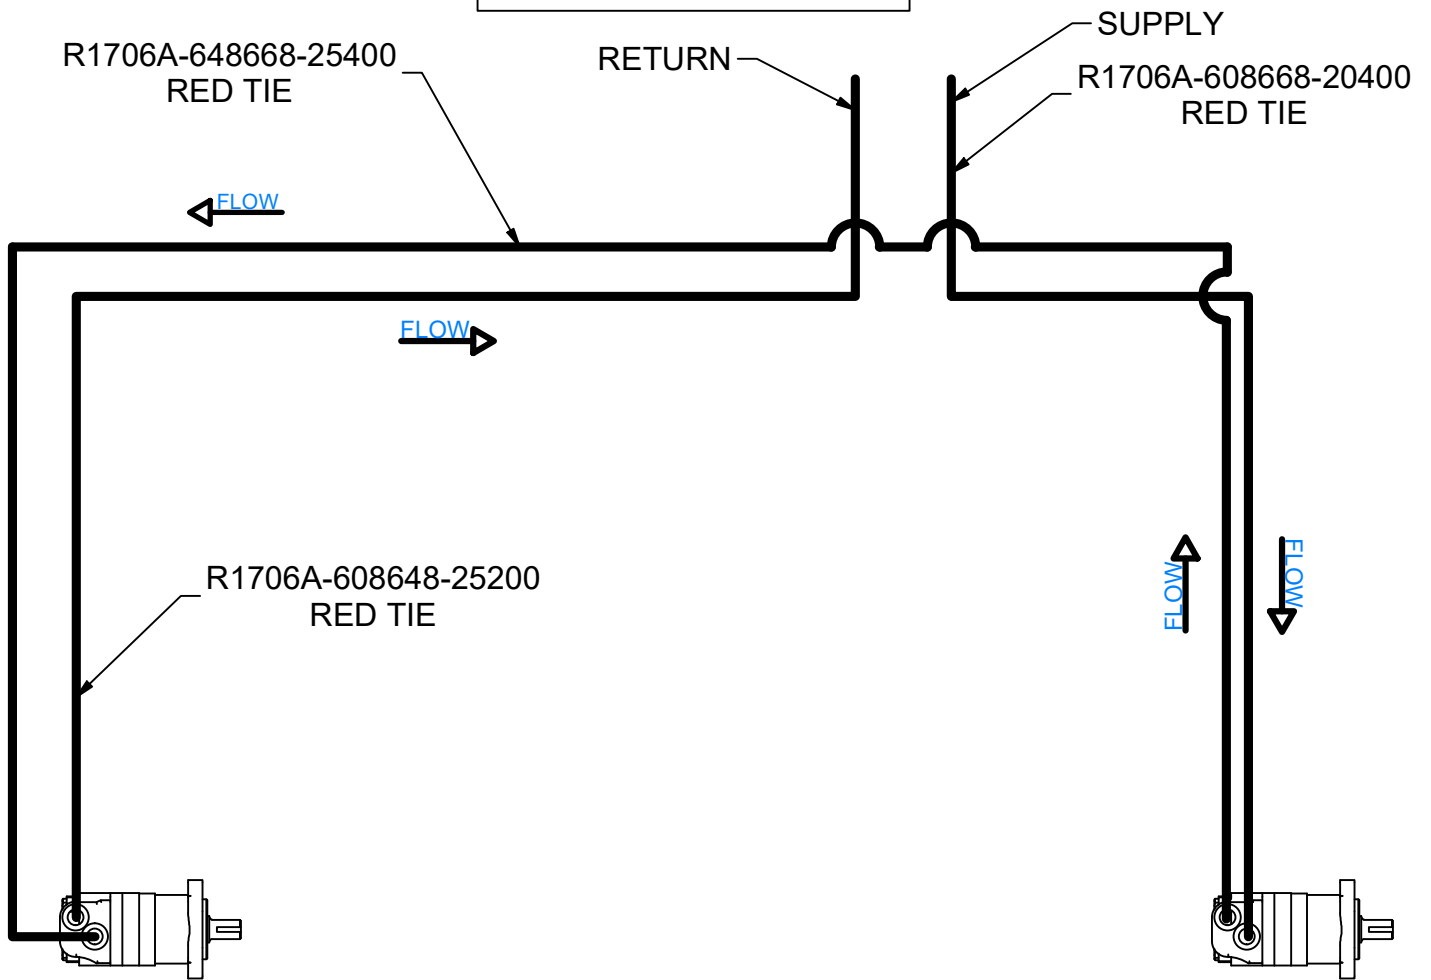 SUPPLY
R1706A-648668-25400
RED TIE
RETURN
R1706A-608668-20400
RED TIE
FLOW
FLOW
R1706A-608648-25200
RED TIE
FLOW
FLOW